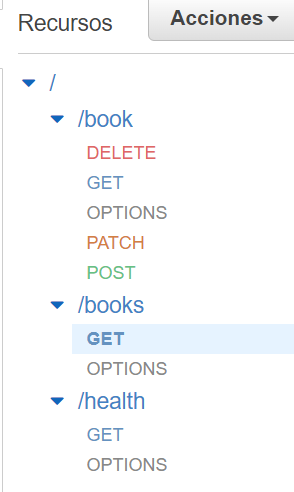 Recursos
Acciones
/
/book
DELETE
GET
OPTIONS
PATCH
POST
/books
GET
OPTIONS
/health
GET
OPTIONS